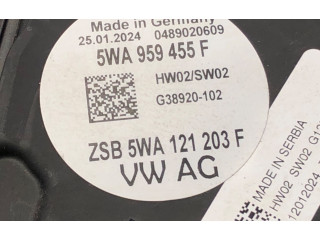 Made in Germany
25.01.2024 0489020609
5WA 959 455 F
HW02/SW02
G38920-102
ZSB 5WA 121 203 F
VW AG
MADE IN SERBIA
HW02 SW02
12012024